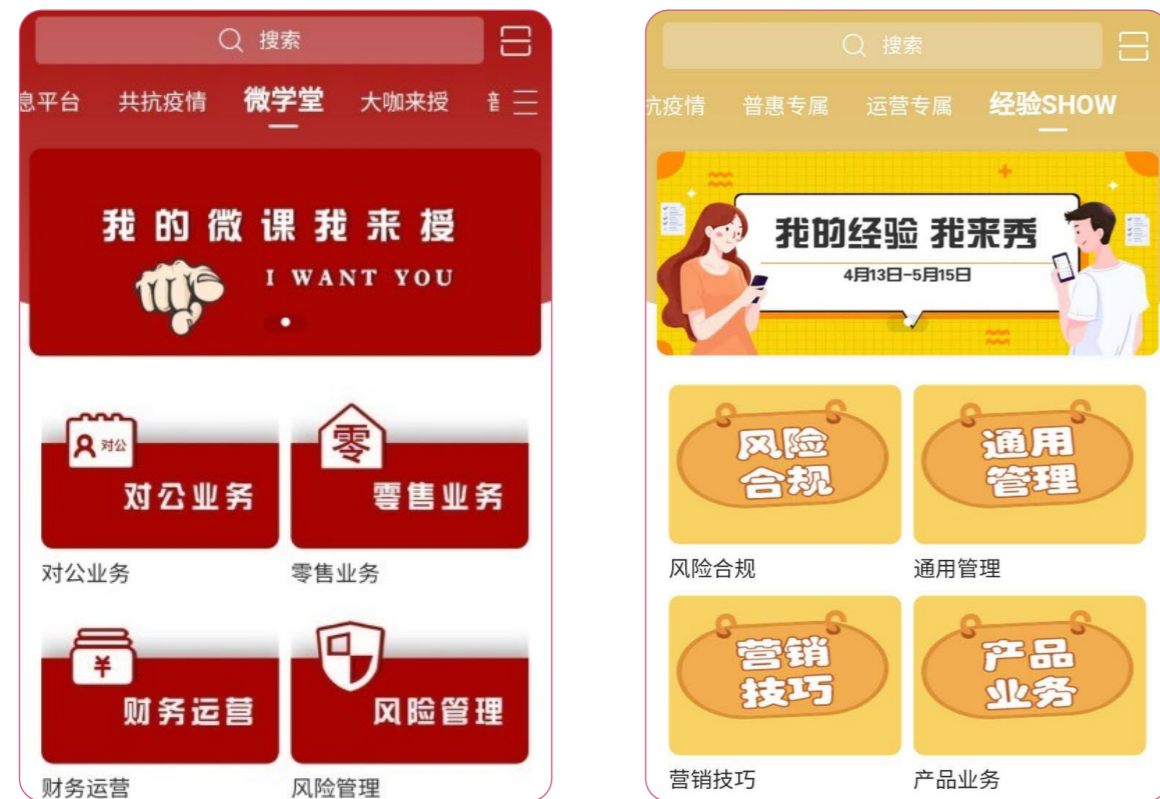 搜索
息平台 共抗疫情 微学堂 大咖来授
我的微课我来授
I WANT YOU
对公
对公业务
零
零售业务
对公业务
零售业务
¥
财务运营
风险管理
财务运营
风险管理
搜索
抗疫情 普惠专属 运营专属 经验SHOW
我的经验 我来秀
4月13日-5月15日
风险
合规
通用
管理
风险合规
通用管理
营销
技巧
产品
业务
营销技巧
产品业务